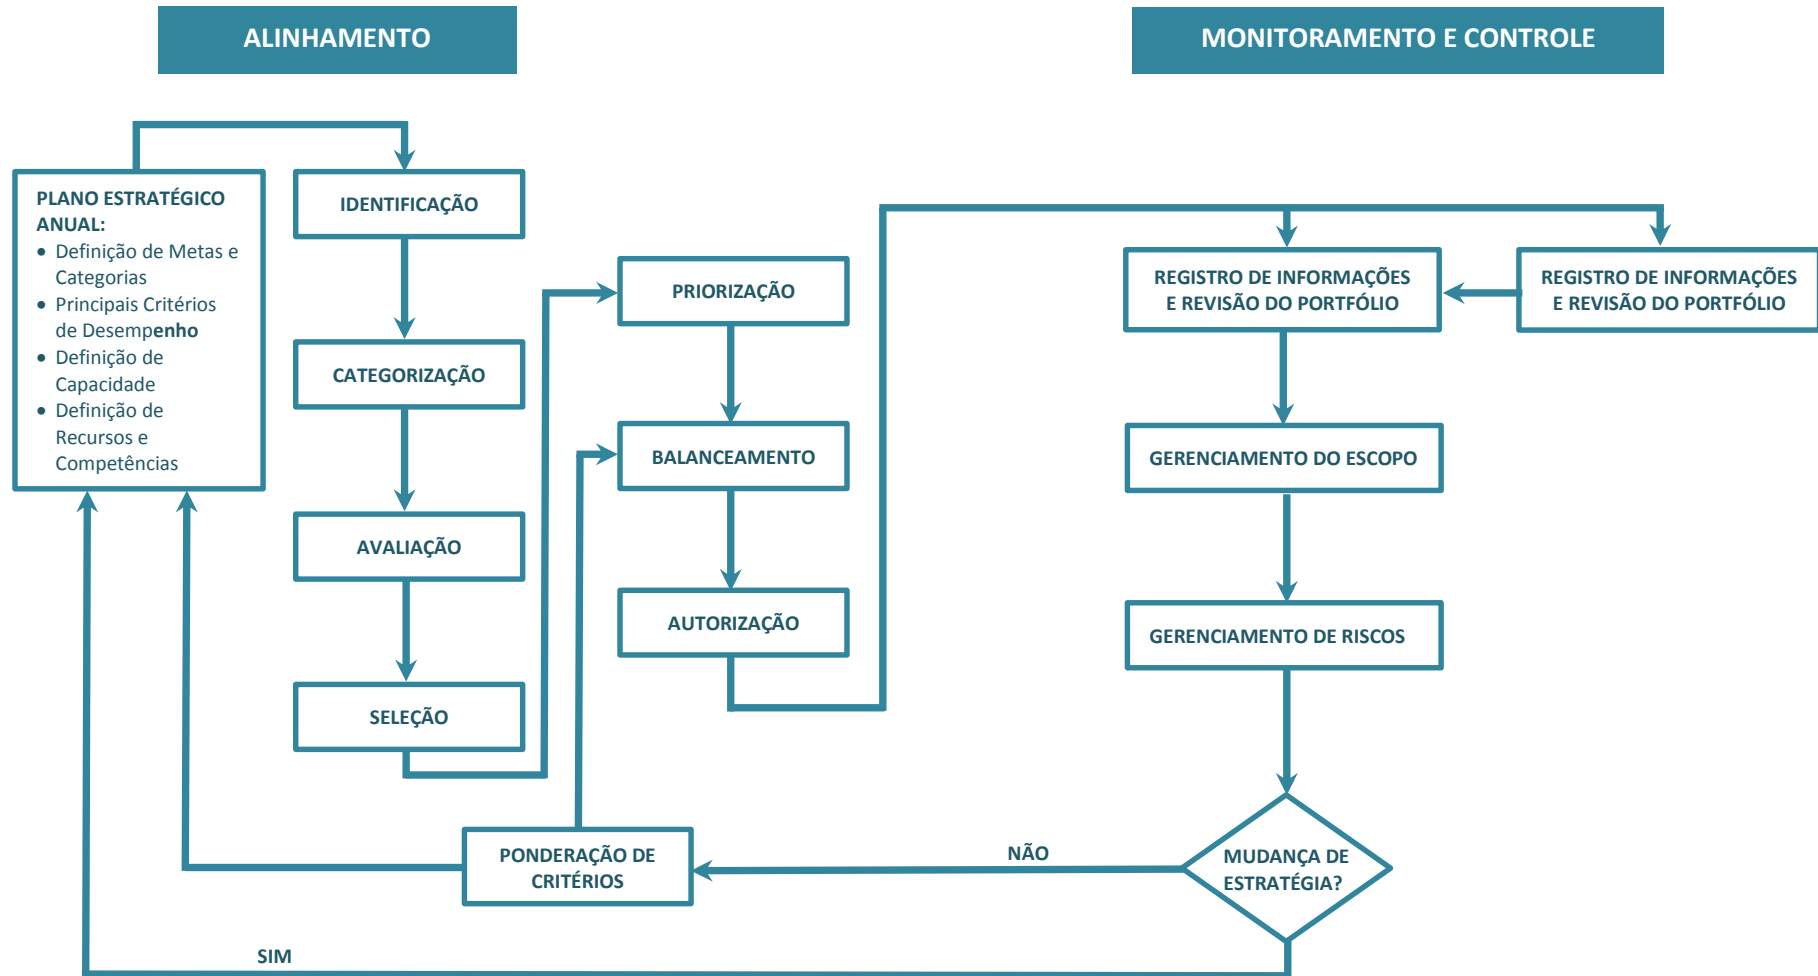 ALINHAMENTO
MONITORAMENTO E CONTROLE
PLANO ESTRATÉGICO
ANUAL:
• Definição de Metas e
Categorias
• Principais Critérios
de Desempenho
• Definição de
Capacidade
• Definição de
Recursos e
Competências
IDENTIFICAÇÃO
CATEGORIZAÇÃO
AVALIAÇÃO
SELEÇÃO
PRIORIZAÇÃO
BALANCEAMENTO
AUTORIZAÇÃO
REGISTRO DE INFORMAÇÕES
E REVISÃO DO PORTFÓLIO
REGISTRO DE INFORMAÇÕES
E REVISÃO DO PORTFÓLIO
GERENCIAMENTO DO ESCOPO
GERENCIAMENTO DE RISCOS
MUDANÇA DE
ESTRATÉGIA?
NÃO
PONDERAÇÃO DE
CRITÉRIOS
SIM